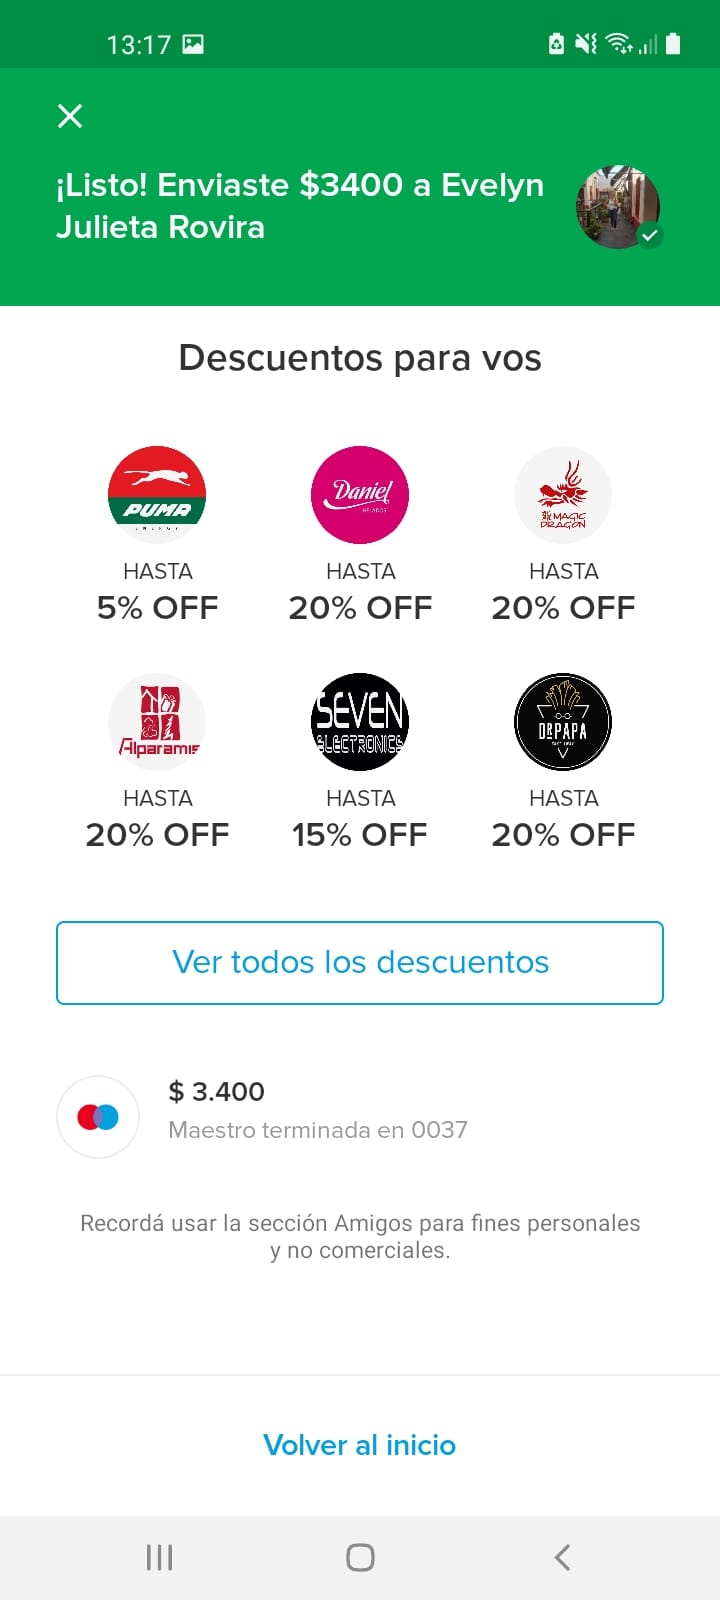 13:17
¡Listo! Enviaste $3400 a Evelyn
Julieta Rovira
Descuentos para vos
PUMA
ENERGY
Daniel
HELADOS
MAGIC
DRAGON
HASTA
HASTA
HASTA
5% OFF
20% OFF
20% OFF
Alparamis
SEVEN
ELECTRONICS
DR PAPA
HASTA
HASTA
HASTA
20% OFF
15% OFF
20% OFF
Ver todos los descuentos
$ 3.400
Maestro terminada en 0037
Recordá usar la sección Amigos para fines personales
y no comerciales.
Volver al inicio